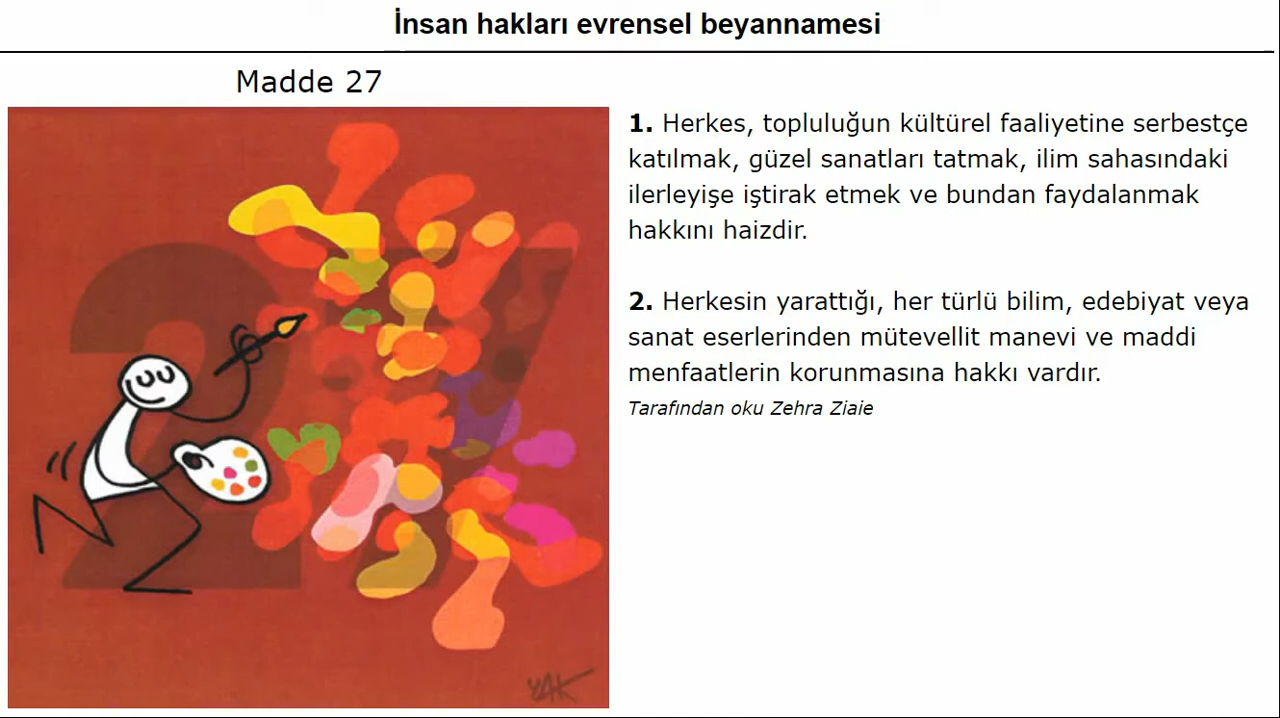 İnsan hakları evrensel beyannamesi
Madde 27
1. Herkes, topluluğun kültürel faaliyetine serbestçe
katılmak, güzel sanatları tatmak, ilim sahasındaki
ilerleyişe iştirak etmek ve bundan faydalanmak
hakkını haizdir.
2. Herkesin yarattığı, her türlü bilim, edebiyat veya
sanat eserlerinden mütevellit manevi ve maddi
menfaatlerin korunmasına hakkı vardır.
Tarafından oku Zehra Ziaie
27
YAK